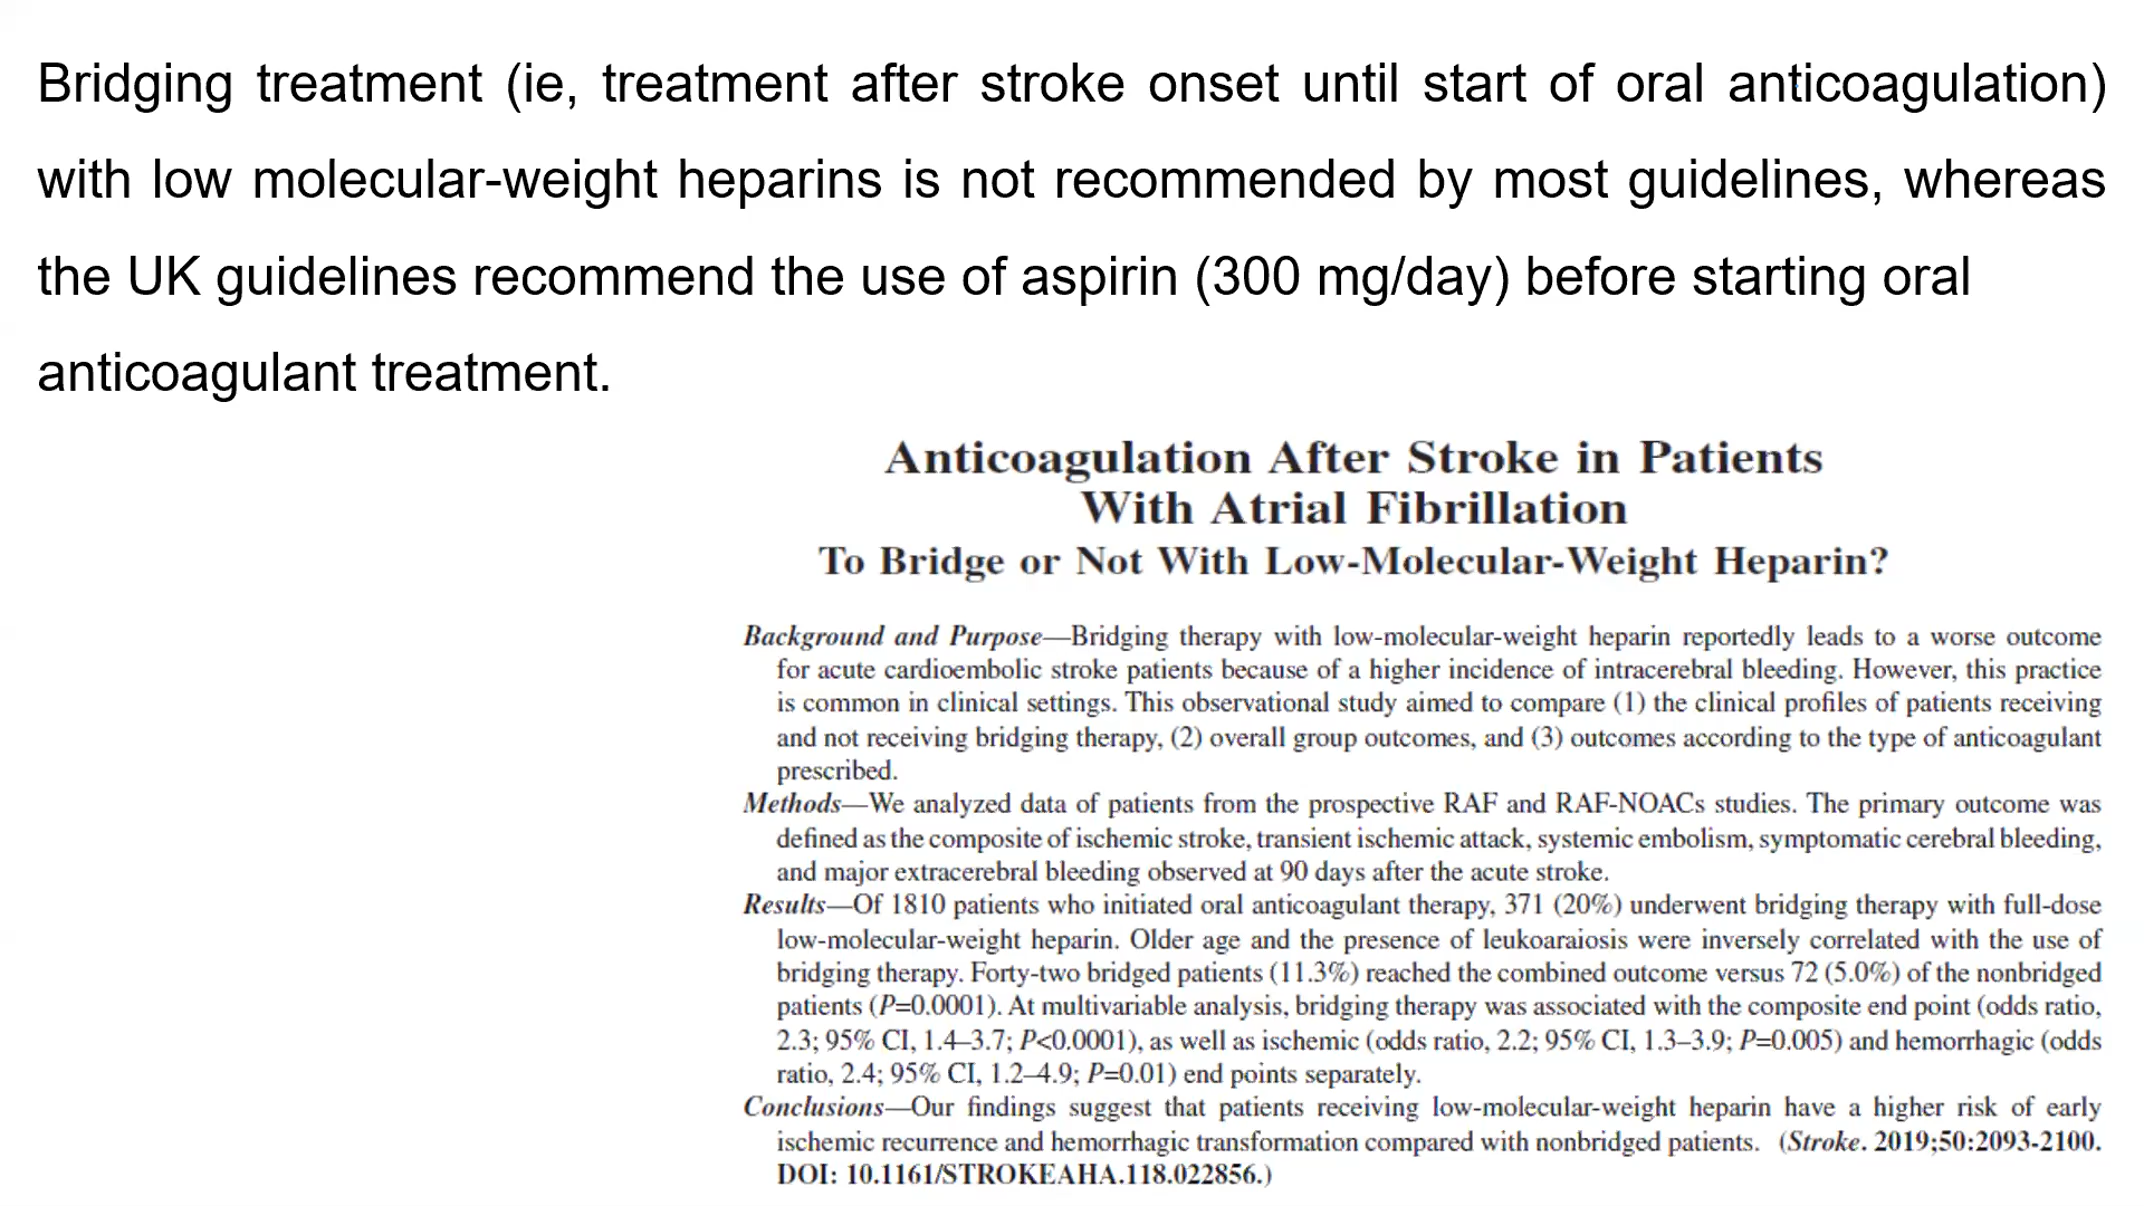 Bridging treatment (ie, treatment after stroke onset until start of oral anticoagulation)
with low molecular-weight heparins is not recommended by most guidelines, whereas
the UK guidelines recommend the use of aspirin (300 mg/day) before starting oral
anticoagulant treatment.
Anticoagulation After Stroke in Patients
With Atrial Fibrillation
To Bridge or Not With Low-Molecular-Weight Heparin?
Background and Purpose—Bridging therapy with low-molecular-weight heparin reportedly leads to a worse outcome
for acute cardioembolic stroke patients because of a higher incidence of intracerebral bleeding. However, this practice
is common in clinical settings. This observational study aimed to compare (1) the clinical profiles of patients receiving
and not receiving bridging therapy, (2) overall group outcomes, and (3) outcomes according to the type of anticoagulant
prescribed.
Methods—We analyzed data of patients from the prospective RAF and RAF-NOACs studies. The primary outcome was
defined as the composite of ischemic stroke, transient ischemic attack, systemic embolism, symptomatic cerebral bleeding,
and major extracerebral bleeding observed at 90 days after the acute stroke.
Results—Of 1810 patients who initiated oral anticoagulant therapy, 371 (20%) underwent bridging therapy with full-dose
low-molecular-weight heparin. Older age and the presence of leukoaraiosis were inversely correlated with the use of
bridging therapy. Forty-two bridged patients (11.3%) reached the combined outcome versus 72 (5.0%) of the nonbridged
patients (P=0.0001). At multivariable analysis, bridging therapy was associated with the composite end point (odds ratio,
2.3; 95% CI, 1.4–3.7; P<0.0001), as well as ischemic (odds ratio, 2.2; 95% CI, 1.3–3.9; P=0.005) and hemorrhagic (odds
ratio, 2.4; 95% CI, 1.2–4.9; P=0.01) end points separately.
Conclusions—Our findings suggest that patients receiving low-molecular-weight heparin have a higher risk of early
ischemic recurrence and hemorrhagic transformation compared with nonbridged patients. (Stroke. 2019;50:2093-2100.
DOI: 10.1161/STROKEAHA.118.022856.)